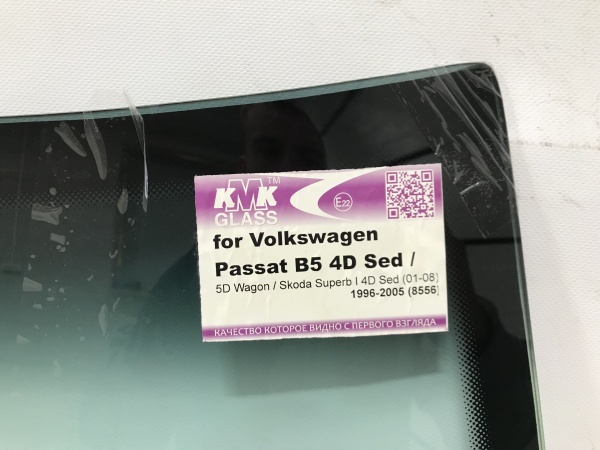 KMK™
GLASS
E22
for Volkswagen
Passat B5 4D Sed /
5D Wagon / Skoda Superb I 4D Sed (01-08)
1996-2005 (8556)
КАЧЕСТВО КОТОРОЕ ВИДНО С ПЕРВОГО ВЗГЛЯДА